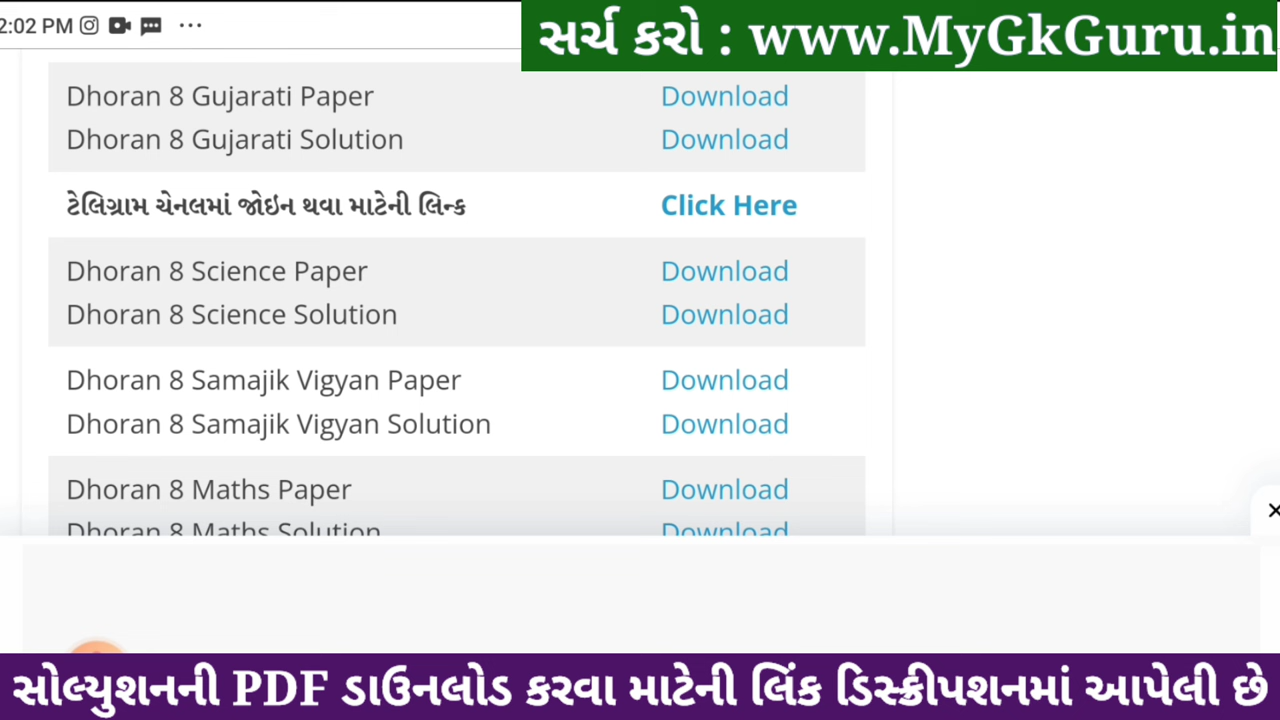 2:02 PM
સર્ચ કરો : www.MyGkGuru.in
Dhoran 8 Gujarati Paper Download
Dhoran 8 Gujarati Solution Download
ટેલિગ્રામ ચેનલમાં જોઇન થવા માટેની લિન્ક Click Here
Dhoran 8 Science Paper Download
Dhoran 8 Science Solution Download
Dhoran 8 Samajik Vigyan Paper Download
Dhoran 8 Samajik Vigyan Solution Download
Dhoran 8 Maths Paper Download
Dhoran 8 Maths Solution Download
સોલ્યુશનની PDF ડાઉનલોડ કરવા માટેની લિંક ડિસ્ક્રીપશનમાં આપેલી છે